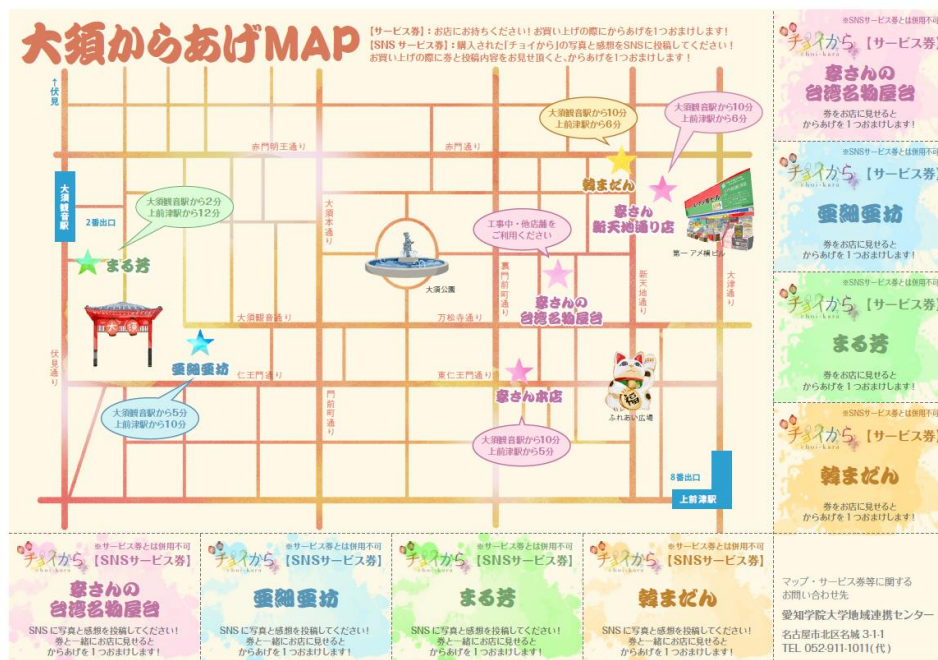 大須からあげMAP
【サービス券】：お店にお持ちください！お買い上げの際にからあげを1つおまけします！
【SNSサービス券】：購入された「チョイから」の写真と感想をSNSに投稿してください！
お買い上げの際に券と投稿内容をお見せ頂くと、からあげを1つおまけします！
↑伏見
大須観音駅から10分
上前津駅から6分
大須観音駅から10分
上前津駅から6分
赤門明王通り
赤門通り
韓まだん
李さん
新天地通り店
第一アメ横ビル
大須観音駅
2番出口
大須観音駅から2分
上前津駅から12分
まる芳
大須本通り
大須公園
工事中・他店舗を
ご利用ください
裏門前町通り
李さんの
台湾名物屋台
新天地通り
大津通り
大須
大須観音通り
万松寺通り
亜細亜坊
伏見通り
仁王門通り
東仁王門通り
李さん本店
福
ふれあい広場
大須観音駅から5分
上前津駅から10分
門前町通り
大須観音駅から10分
上前津駅から5分
8番出口
上前津駅
※SNSサービス券とは併用不可
チョイから【サービス券】
choi-kara
李さんの
台湾名物屋台
券をお店に見せると
からあげを1つおまけします！
※SNSサービス券とは併用不可
チョイから【サービス券】
choi-kara
亜細亜坊
券をお店に見せると
からあげを1つおまけします！
※SNSサービス券とは併用不可
チョイから【サービス券】
choi-kara
まる芳
券をお店に見せると
からあげを1つおまけします！
※SNSサービス券とは併用不可
チョイから【サービス券】
choi-kara
韓まだん
券をお店に見せると
からあげを1つおまけします！
※サービス券とは併用不可
チョイから【SNSサービス券】
choi-kara
李さんの
台湾名物屋台
SNSに写真と感想を投稿してください！
券と一緒にお店に見せると
からあげを1つおまけします！
※サービス券とは併用不可
チョイから【SNSサービス券】
choi-kara
亜細亜坊
SNSに写真と感想を投稿してください！
券と一緒にお店に見せると
からあげを1つおまけします！
※サービス券とは併用不可
チョイから【SNSサービス券】
choi-kara
まる芳
SNSに写真と感想を投稿してください！
券と一緒にお店に見せると
からあげを1つおまけします！
※サービス券とは併用不可
チョイから【SNSサービス券】
choi-kara
韓まだん
SNSに写真と感想を投稿してください！
券と一緒にお店に見せると
からあげを1つおまけします！
マップ・サービス券等に関する
お問い合わせ先
愛知学院大学地域連携センター
名古屋市北区名城 3-1-1
TEL 052-911-1011(代)